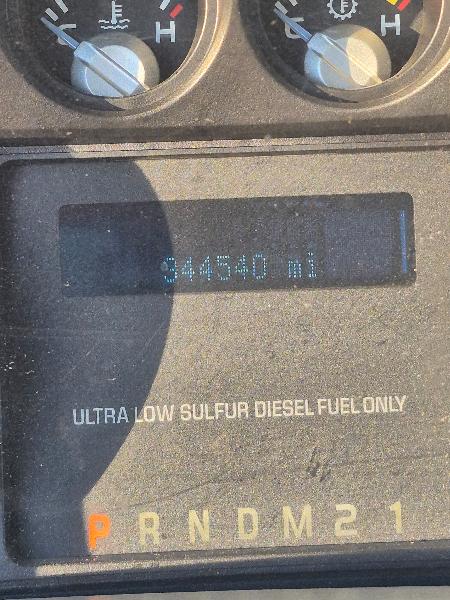 C H C H
344540 mi
ULTRA LOW SULFUR DIESEL FUEL ONLY
P R N D M 2 1